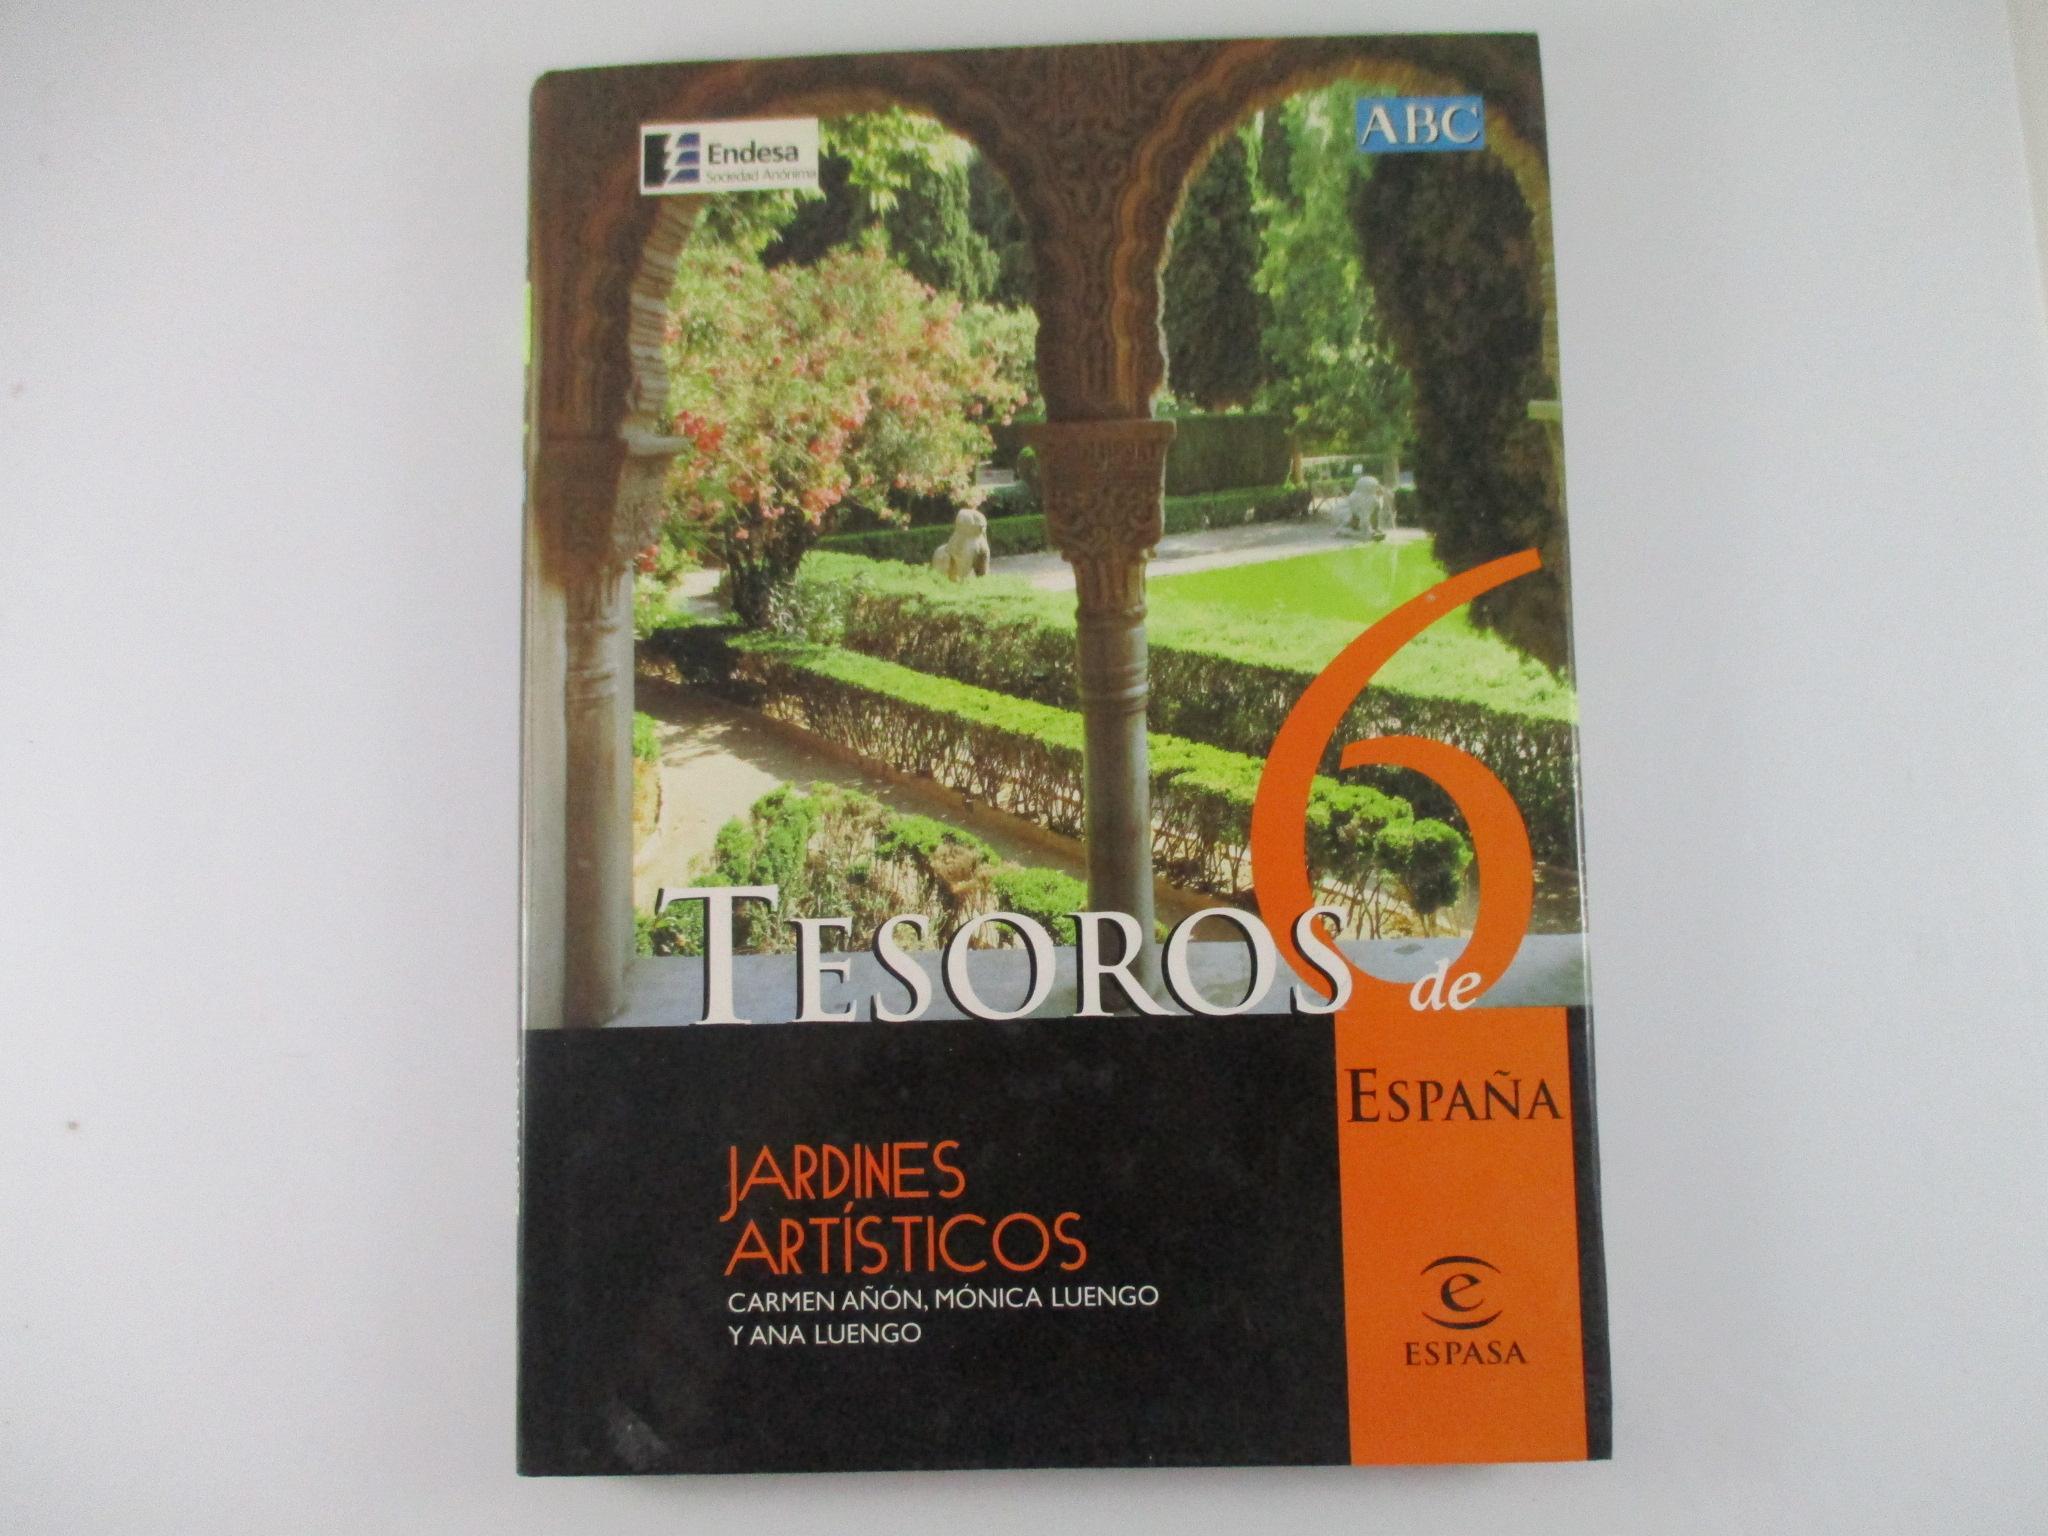 Endesa
Sociedad Anónima
ABC
6
TESOROS de
ESPAÑA
JARDINES
ARTÍSTICOS
CARMEN AÑÓN, MÓNICA LUENGO
Y ANA LUENGO
e
ESPASA